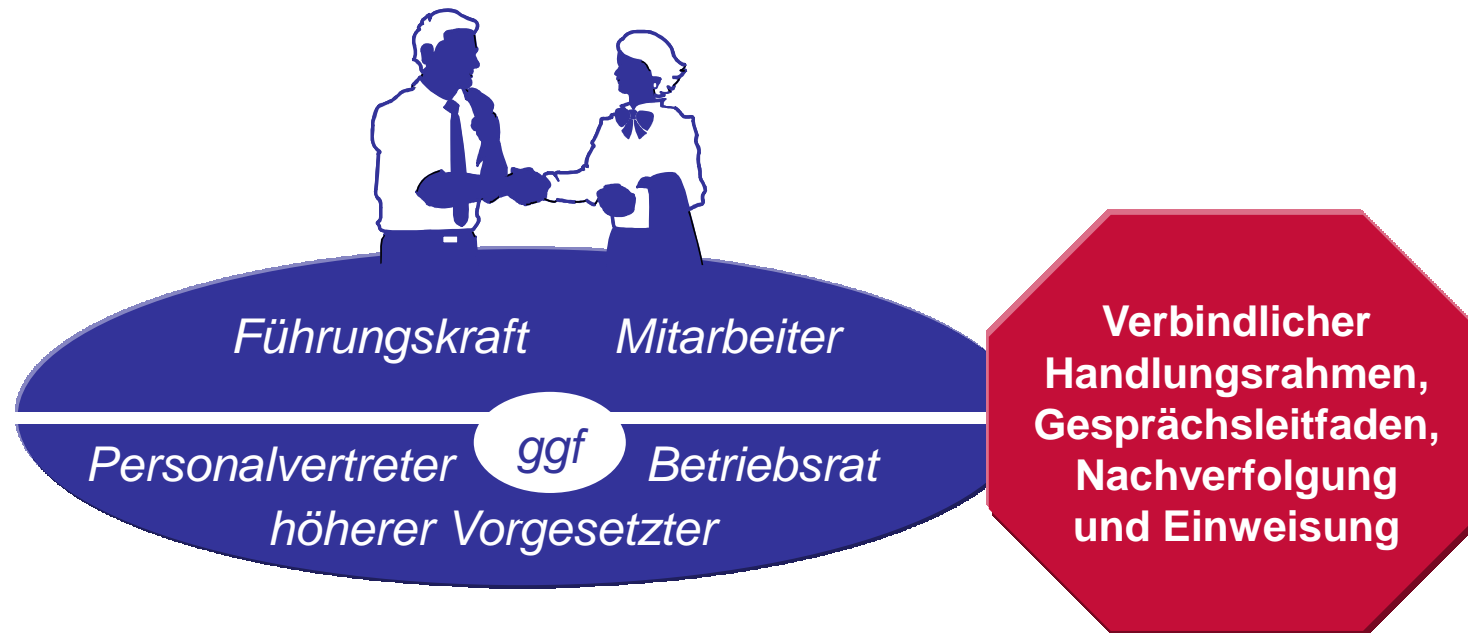 Führungskraft Mitarbeiter
ggf
Personalvertreter Betriebsrat
höherer Vorgesetzter
Verbindlicher
Handlungsrahmen,
Gesprächsleitfaden,
Nachverfolgung
und Einweisung